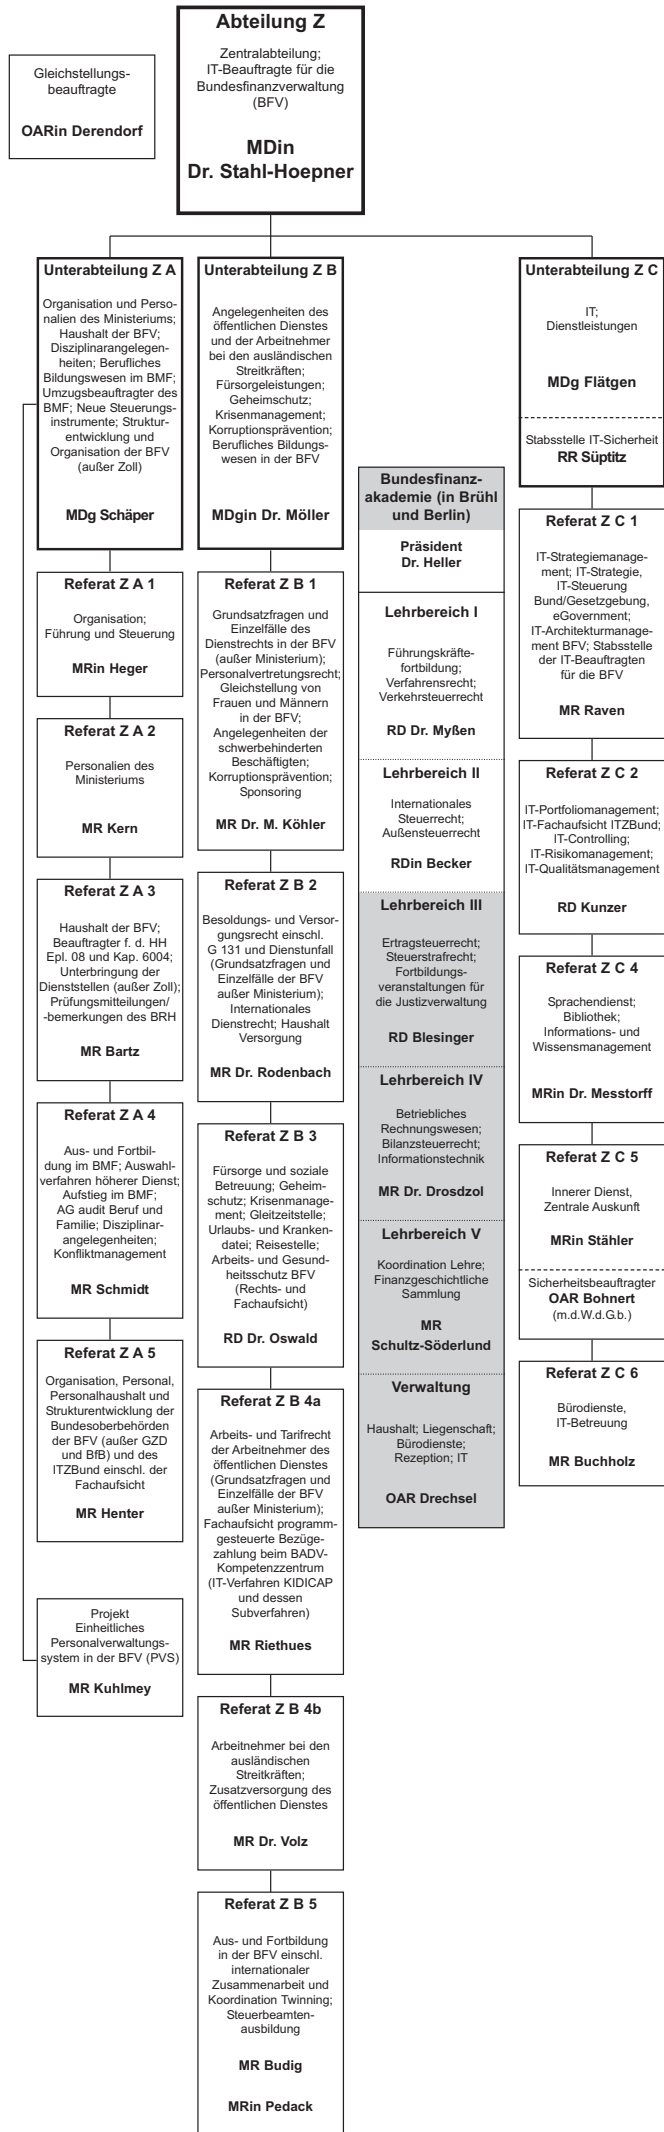 Abteilung Z
Zentralabteilung;
IT-Beauftragte für die
Bundesfinanzverwaltung
(BFV)
MDin
Dr. Stahl-Hoepner
Gleichstellungs-
beauftragte
OARin Derendorf
Unterabteilung Z A
Organisation und Perso-
nalien des Ministeriums;
Haushalt der BFV;
Disziplinarangelegen-
heiten; Berufliches
Bildungswesen im BMF;
Umzugsbeauftragter des
BMF; Neue Steuerungs-
instrumente; Struktur-
entwicklung und
Organisation der BFV
(außer Zoll)
MDg Schäper
Referat Z A 1
Organisation;
Führung und Steuerung
MRin Heger
Referat Z A 2
Personalien des
Ministeriums
MR Kern
Referat Z A 3
Haushalt der BFV;
Beauftragter f. d. HH
Epl. 08 und Kap. 6004;
Unterbringung der
Dienststellen (außer Zoll);
Prüfungsmitteilungen/
-bemerkungen des BRH
MR Bartz
Referat Z A 4
Aus- und Fortbil-
dung im BMF; Auswahl-
verfahren höherer Dienst;
Aufstieg im BMF;
AG audit Beruf und
Familie; Disziplinar-
angelegenheiten;
Konfliktmanagement
MR Schmidt
Referat Z A 5
Organisation, Personal,
Personalhaushalt und
Strukturentwicklung der
Bundesoberbehörden
der BFV (außer GZD
und BfB) und des
ITZBund einschl. der
Fachaufsicht
MR Henter
Projekt
Einheitliches
Personalverwaltungs-
system in der BFV (PVS)
MR Kuhlmey
Unterabteilung Z B
Angelegenheiten des
öffentlichen Dienstes
und der Arbeitnehmer
bei den ausländischen
Streitkräften;
Fürsorgeleistungen;
Geheimschutz;
Krisenmanagement;
Korruptionsprävention;
Berufliches Bildungs-
wesen in der BFV
MDgin Dr. Möller
Referat Z B 1
Grundsatzfragen und
Einzelfälle des
Dienstrechts in der BFV
(außer Ministerium);
Personalvertretungsrecht;
Gleichstellung von
Frauen und Männern
in der BFV;
Angelegenheiten der
schwerbehinderten
Beschäftigten;
Korruptionsprävention;
Sponsoring
MR Dr. M. Köhler
Referat Z B 2
Besoldungs- und Versor-
gungsrecht einschl.
G 131 und Dienstunfall
(Grundsatzfragen und
Einzelfälle der BFV
außer Ministerium);
Internationales
Dienstrecht; Haushalt
Versorgung
MR Dr. Rodenbach
Referat Z B 3
Fürsorge und soziale
Betreuung; Geheim-
schutz; Krisenmanage-
ment; Gleitzeitstelle;
Urlaubs- und Kranken-
datei; Reisestelle;
Arbeits- und Gesund-
heitsschutz BFV
(Rechts- und
Fachaufsicht)
RD Dr. Oswald
Referat Z B 4a
Arbeits- und Tarifrecht
der Arbeitnehmer des
öffentlichen Dienstes
(Grundsatzfragen und
Einzelfälle der BFV
außer Ministerium);
Fachaufsicht programm-
gesteuerte Bezüge-
zahlung beim BADV-
Kompetenzzentrum
(IT-Verfahren KIDICAP
und dessen
Subverfahren)
MR Riethues
Referat Z B 4b
Arbeitnehmer bei den
ausländischen
Streitkräften;
Zusatzversorgung des
öffentlichen Dienstes
MR Dr. Volz
Referat Z B 5
Aus- und Fortbildung
in der BFV einschl.
internationaler
Zusammenarbeit und
Koordination Twinning;
Steuerbeamten-
ausbildung
MR Budig
MRin Pedack
Bundesfinanz-
akademie (in Brühl
und Berlin)
Präsident
Dr. Heller
Lehrbereich I
Führungskräfte-
fortbildung;
Verfahrensrecht;
Verkehrsteuerrecht
RD Dr. Myßen
Lehrbereich II
Internationales
Steuerrecht;
Außensteuerrecht
RDin Becker
Lehrbereich III
Ertragsteuerrecht;
Steuerstrafrecht;
Fortbildungs-
veranstaltungen für
die Justizverwaltung
RD Blesinger
Lehrbereich IV
Betriebliches
Rechnungswesen;
Bilanzsteuerrecht;
Informationstechnik
MR Dr. Drosdzol
Lehrbereich V
Koordination Lehre;
Finanzgeschichtliche
Sammlung
MR
Schultz-Söderlund
Verwaltung
Haushalt; Liegenschaft;
Bürodienste;
Rezeption; IT
OAR Drechsel
Unterabteilung Z C
IT;
Dienstleistungen
MDg Flätgen
Stabsstelle IT-Sicherheit
RR Süptitz
Referat Z C 1
IT-Strategiemanage-
ment; IT-Strategie,
IT-Steuerung
Bund/Gesetzgebung,
eGovernment;
IT-Architekturmanage-
ment BFV; Stabsstelle
der IT-Beauftragten
für die BFV
MR Raven
Referat Z C 2
IT-Portfoliomanagement;
IT-Fachaufsicht ITZBund;
IT-Controlling;
IT-Risikomanagement;
IT-Qualitätsmanagement
RD Kunzer
Referat Z C 4
Sprachendienst;
Bibliothek;
Informations- und
Wissensmanagement
MRin Dr. Messtorff
Referat Z C 5
Innerer Dienst,
Zentrale Auskunft
MRin Stähler
Sicherheitsbeauftragter
OAR Bohnert
(m.d.W.d.G.b.)
Referat Z C 6
Bürodienste,
IT-Betreuung
MR Buchholz